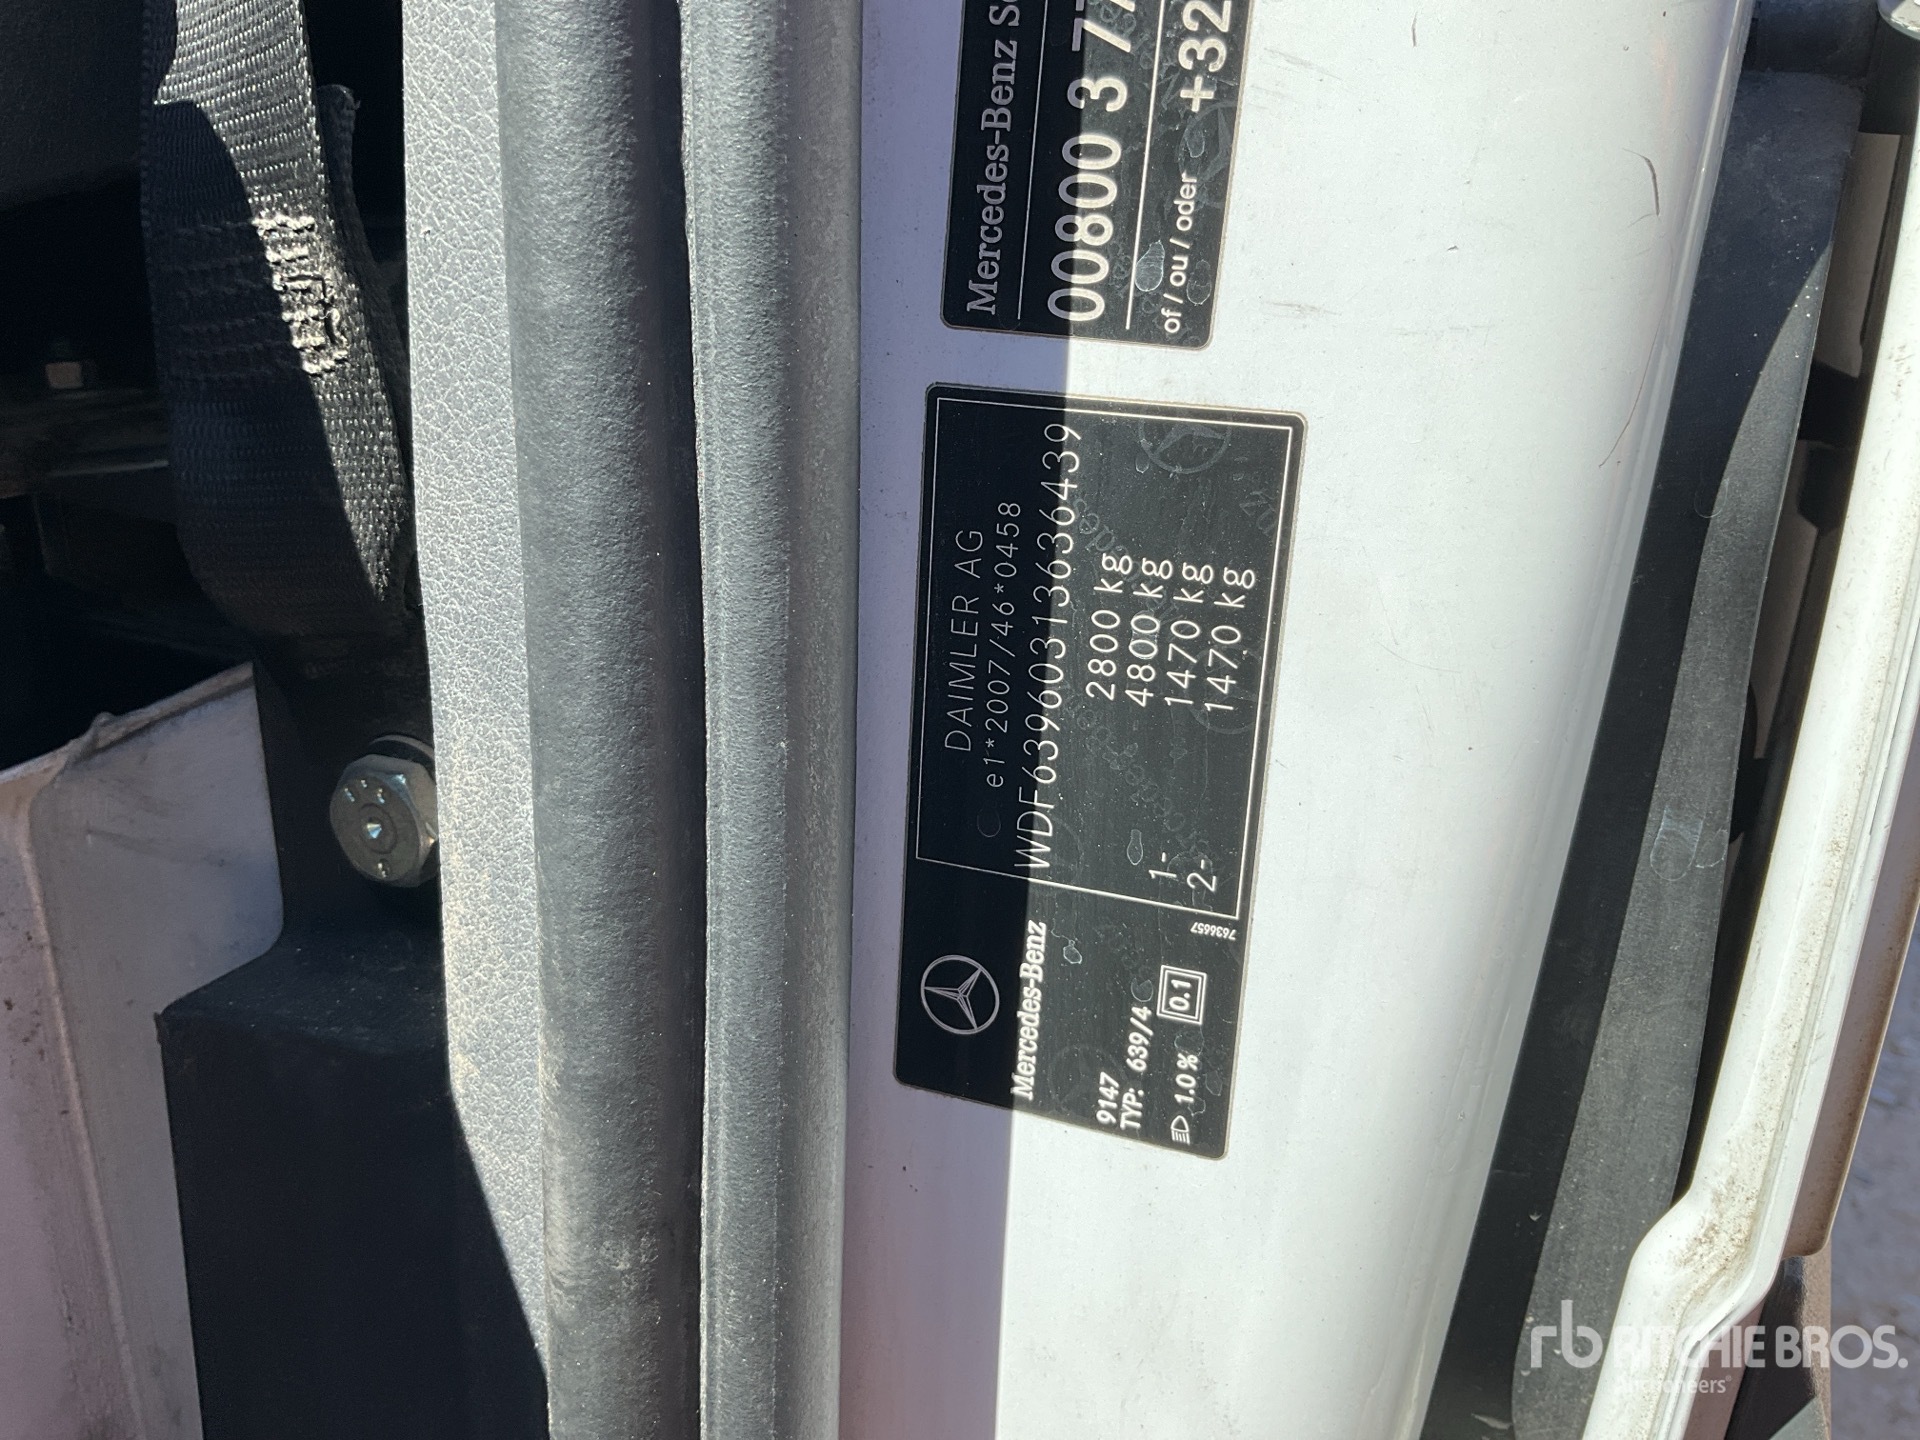 Mercedes-Benz
00800 3 77
of / ou / oder +32
DAIMLER AG
e1*2007/46*0458
WDF63960313636439
2800 kg
4800 kg
1- 1470 kg
2- 1470 kg
Mercedes-Benz
9147
TYP: 639/4
1.0% 0.1
7636657
rb RITCHIE BROS.
Auctioneers